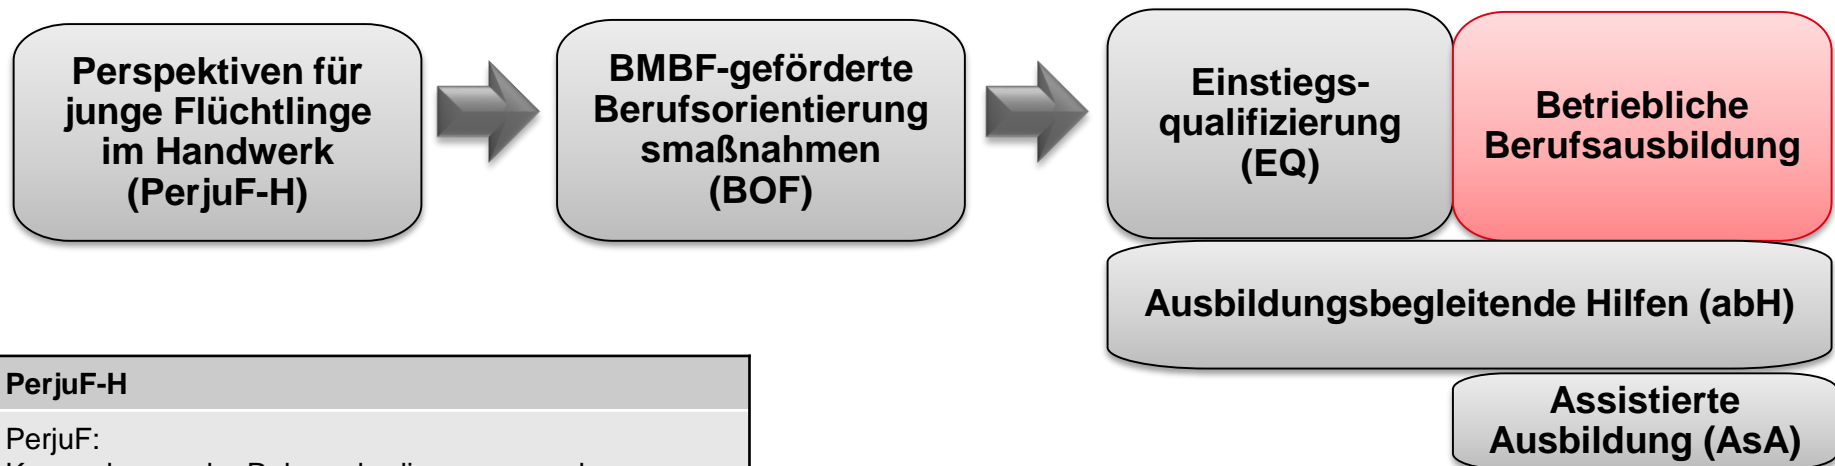 Perspektiven für
junge Flüchtlinge
im Handwerk
(PerjuF-H)
BMBF-geförderte
Berufsorientierung
smaßnahmen
(BOF)
Einstiegs-
qualifizierung
(EQ)
Betriebliche
Berufsausbildung
Ausbildungsbegleitende Hilfen (abH)
Assistierte
Ausbildung (AsA)
PerjuF-H
PerjuF: